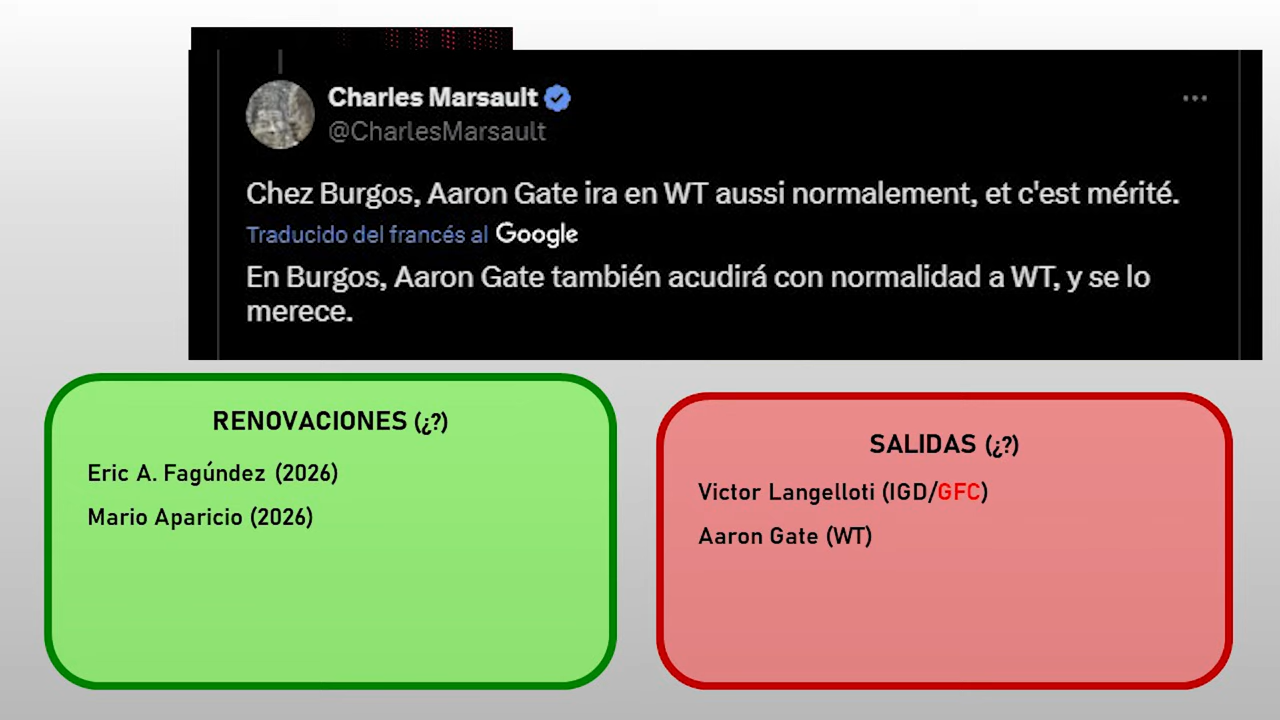 Charles Marsault
@CharlesMarsault
Chez Burgos, Aaron Gate ira en WT aussi normalement, et c'est mérité.
Traducido del francés al Google
En Burgos, Aaron Gate también acudirá con normalidad a WT, y se lo
merece.
RENOVACIONES (¿?)
Eric A. Fagúndez (2026)
Mario Aparicio (2026)
SALIDAS (¿?)
Victor Langelloti (IGD/GFC)
Aaron Gate (WT)